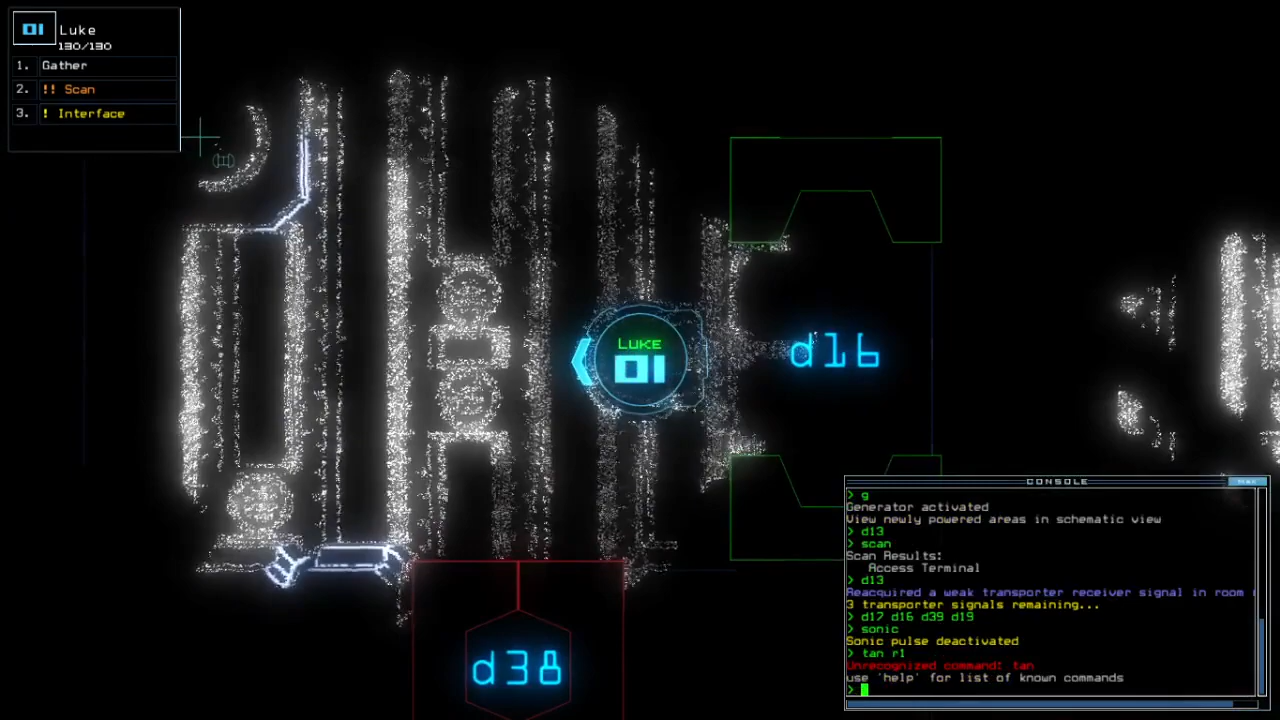 01 Luke
130/130
1. Gather
2. !! Scan
3. ! Interface
LUKE
01
d16
d38
CONSOLE
> g
Generator activated
View newly powered areas in schematic view
> d13
> scan
Scan Results:
Access Terminal
> d13
Reacquired a weak transporter receiver signal in room
3 transporter signals remaining...
> d17 d16 d39 d19
> sonic
Sonic pulse deactivated
> tan r1
Unrecognized command: tan
use 'help' for list of known commands
>